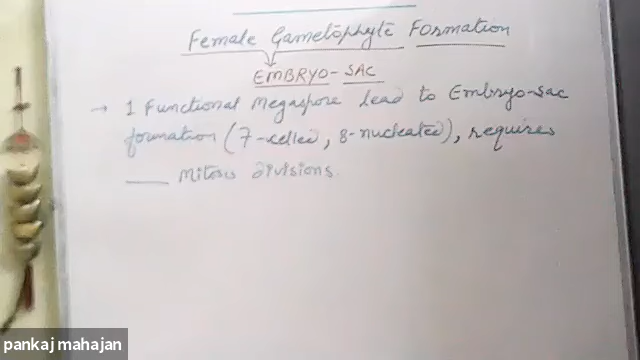 Female Gametophyte Formation
EMBRYO-SAC
→ 1 Functional Megaspore lead to Embryo-sac
formation (7-celled, 8-nucleated), requires
____ Mitosis divisions.
pankaj mahajan